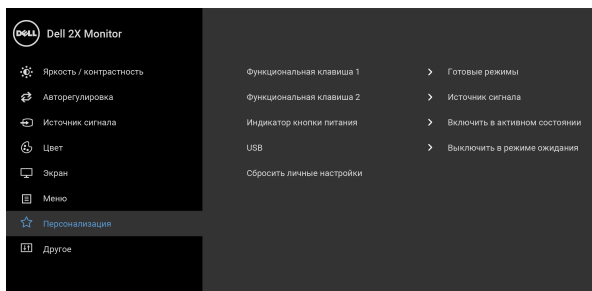 DELL Dell 2X Monitor
Яркость / контрастность
Функциональная клавиша 1
Готовые режимы
Авторегулировка
Функциональная клавиша 2
Источник сигнала
Источник сигнала
Индикатор кнопки питания
Включить в активном состоянии
Цвет
USB
Выключить в режиме ожидания
Экран
Сбросить личные настройки
Меню
Персонализация
Другое